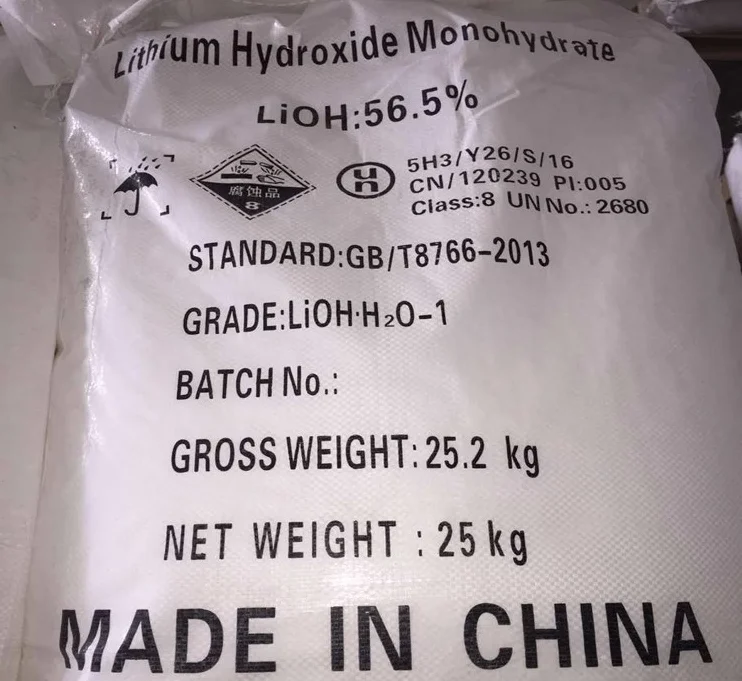 Lithium Hydroxide Monohydrate
LiOH:56.5%
腐蚀品
8
5H3/Y26/S/16
CN/120239 PI:005
Class:8 UN No.: 2680
STANDARD:GB/T8766-2013
GRADE:LiOH·H₂O-1
BATCH No.:
GROSS WEIGHT: 25.2 kg
NET WEIGHT : 25 kg
MADE IN CHINA